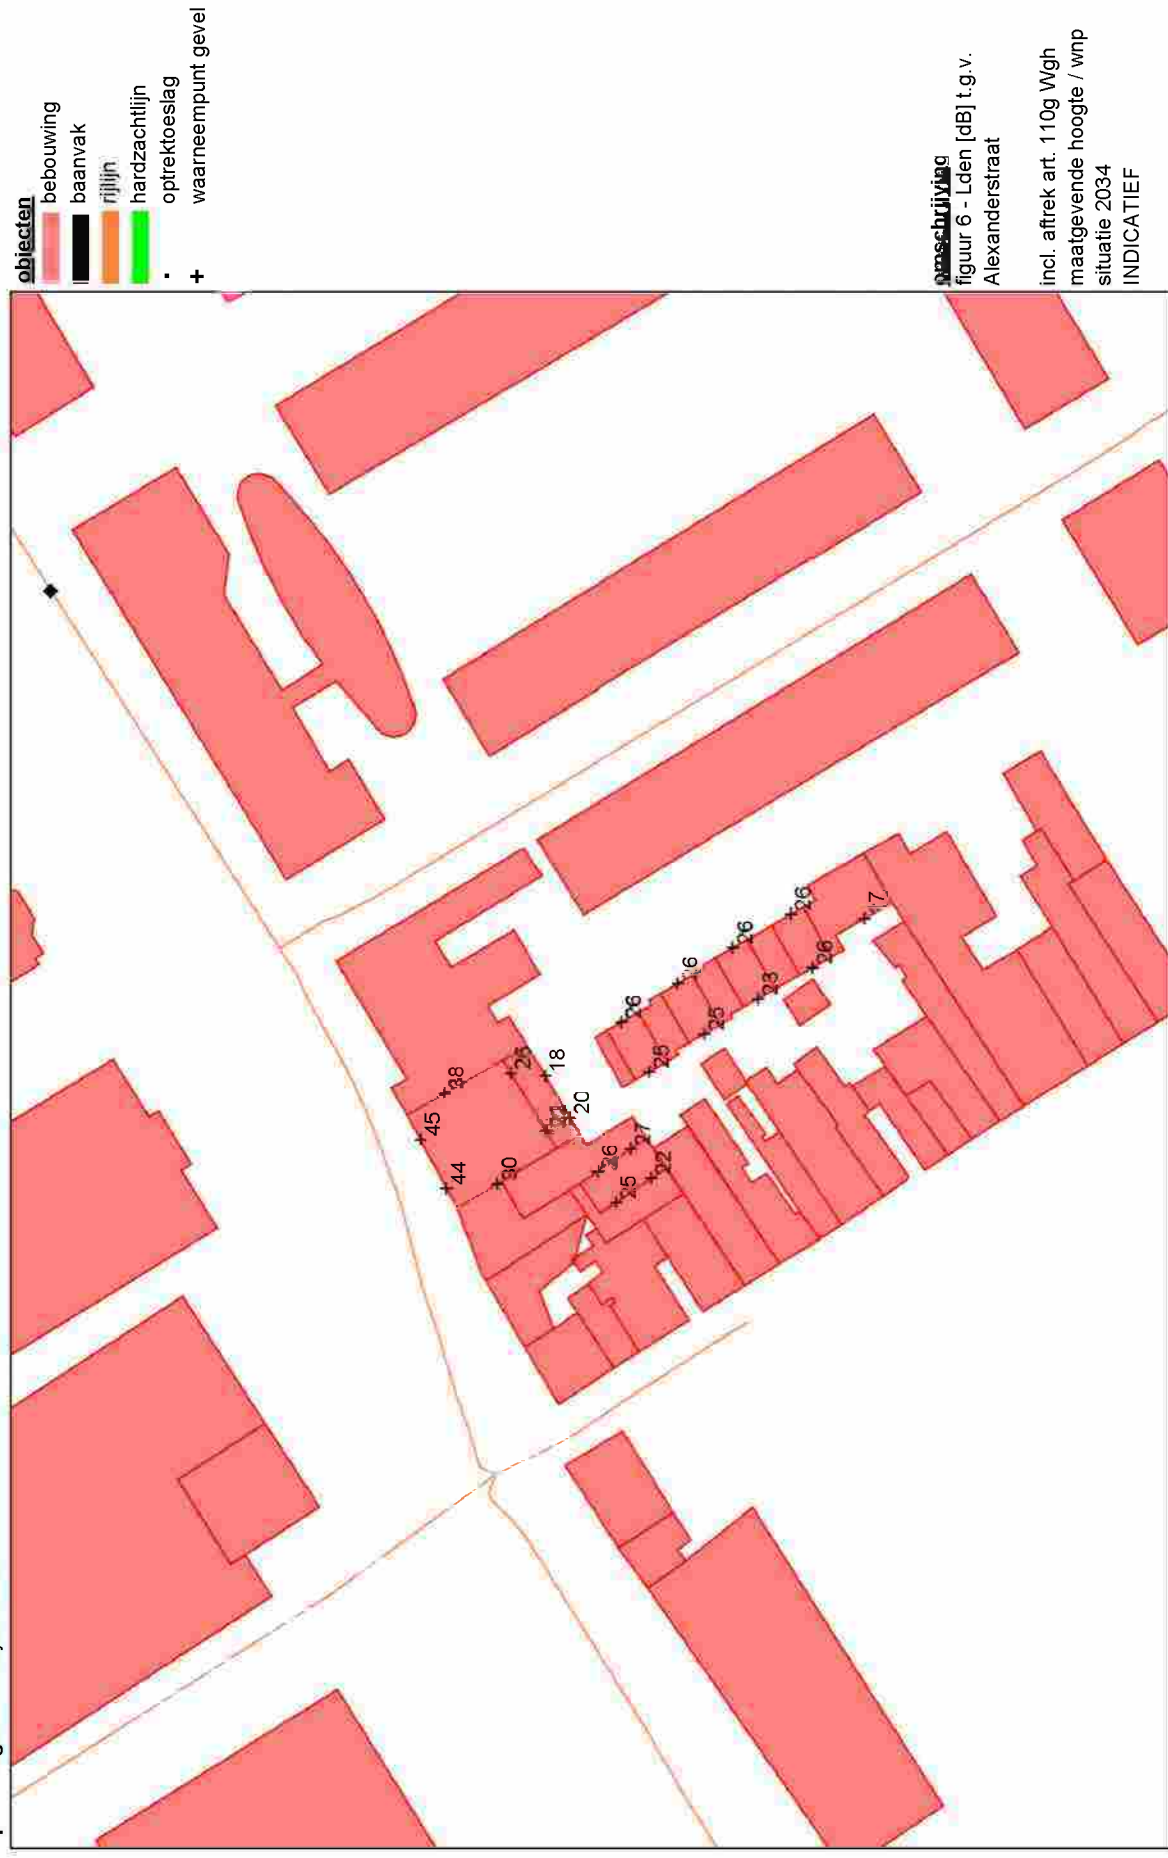 objecten
bebouwing
baanvak
rijlijn
hardzachtlijn
optrektoeslag
waarneempunt gevel
omschrijving
figuur 6 - Lden [dB] t.g.v.
Alexanderstraat
incl. aftrek art. 110g Wgh
maatgevende hoogte / wnp
situatie 2034
INDICATIEF
45
44
38
30
25
18
20
26
27
25
22
26
26
26
25
25
23
26